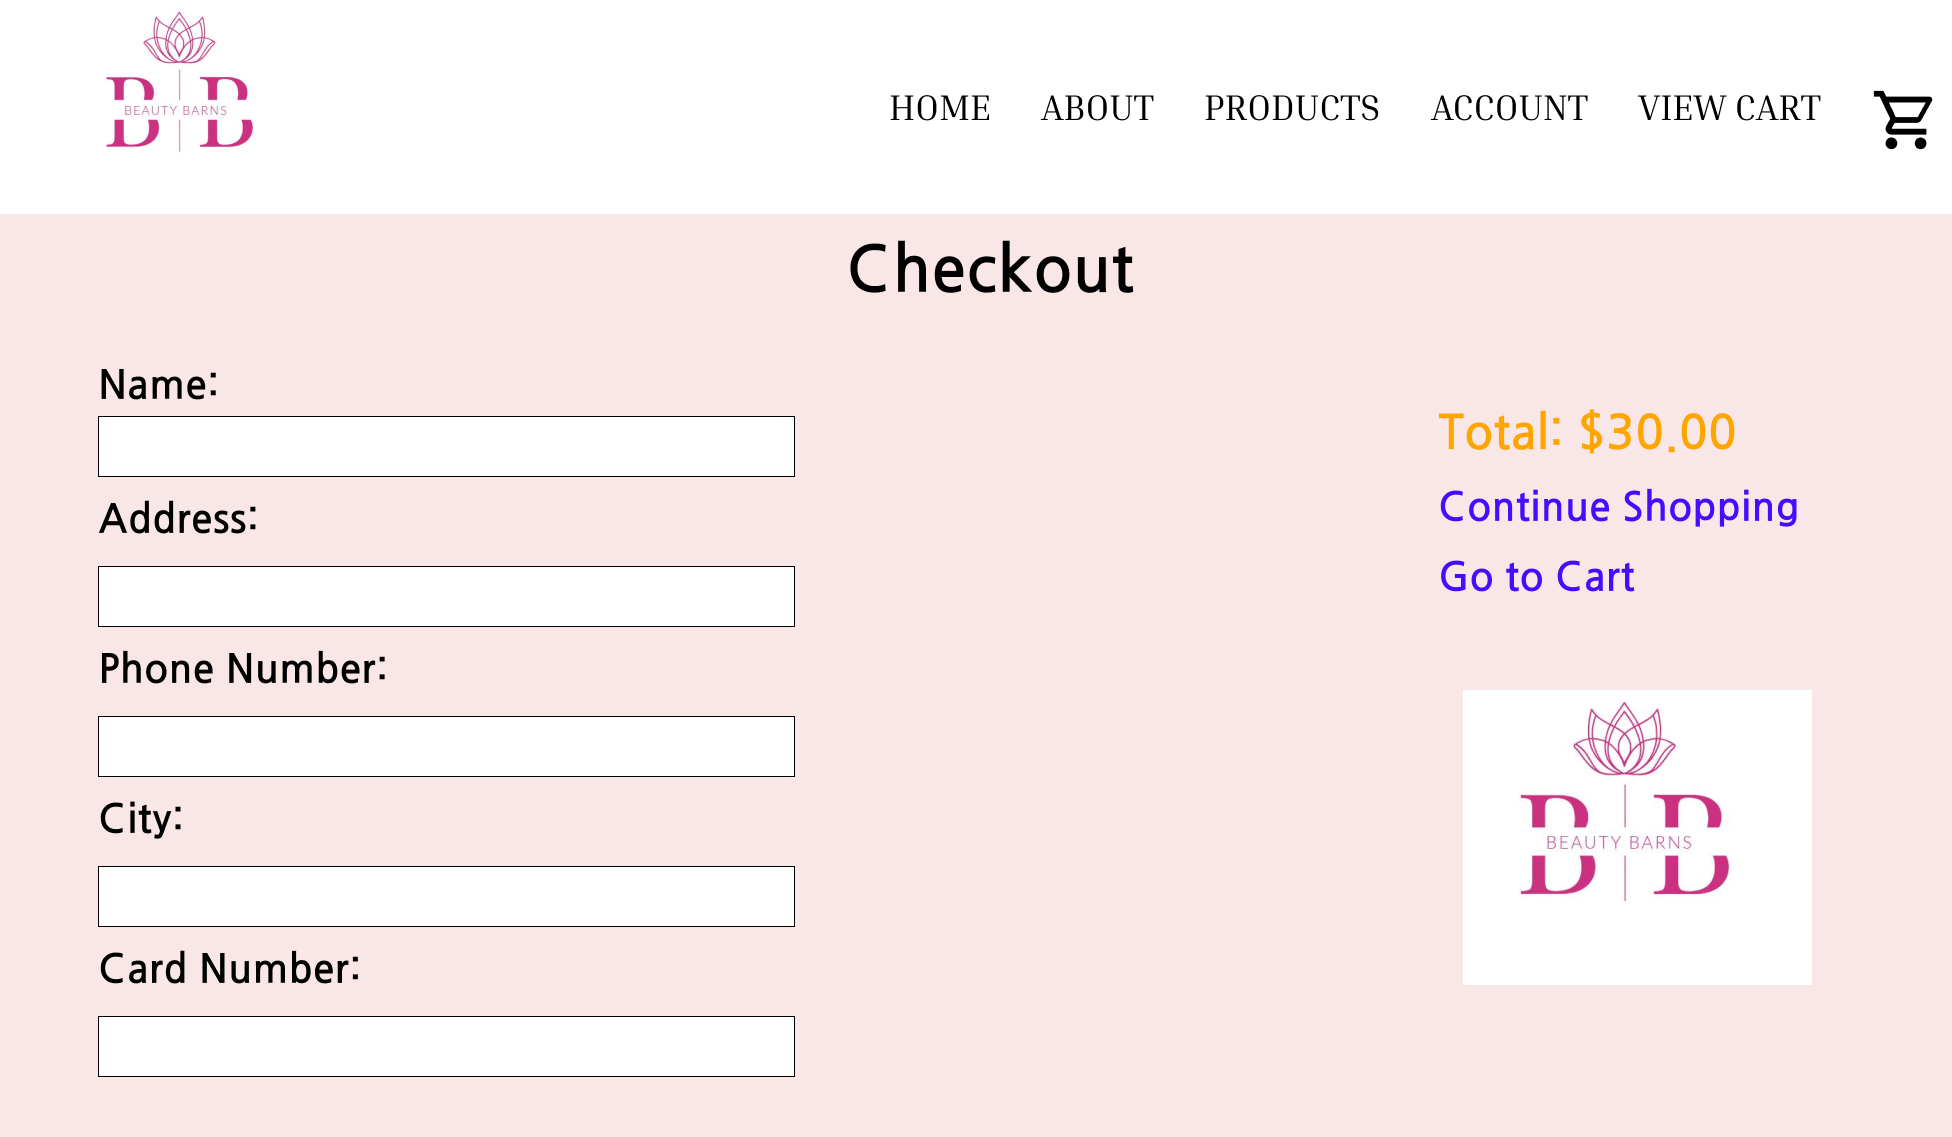 B B
BEAUTY BARNS
HOME ABOUT PRODUCTS ACCOUNT VIEW CART
Checkout
Name:
Address:
Phone Number:
City:
Card Number:
Total: $30.00
Continue Shopping
Go to Cart
B B
BEAUTY BARNS